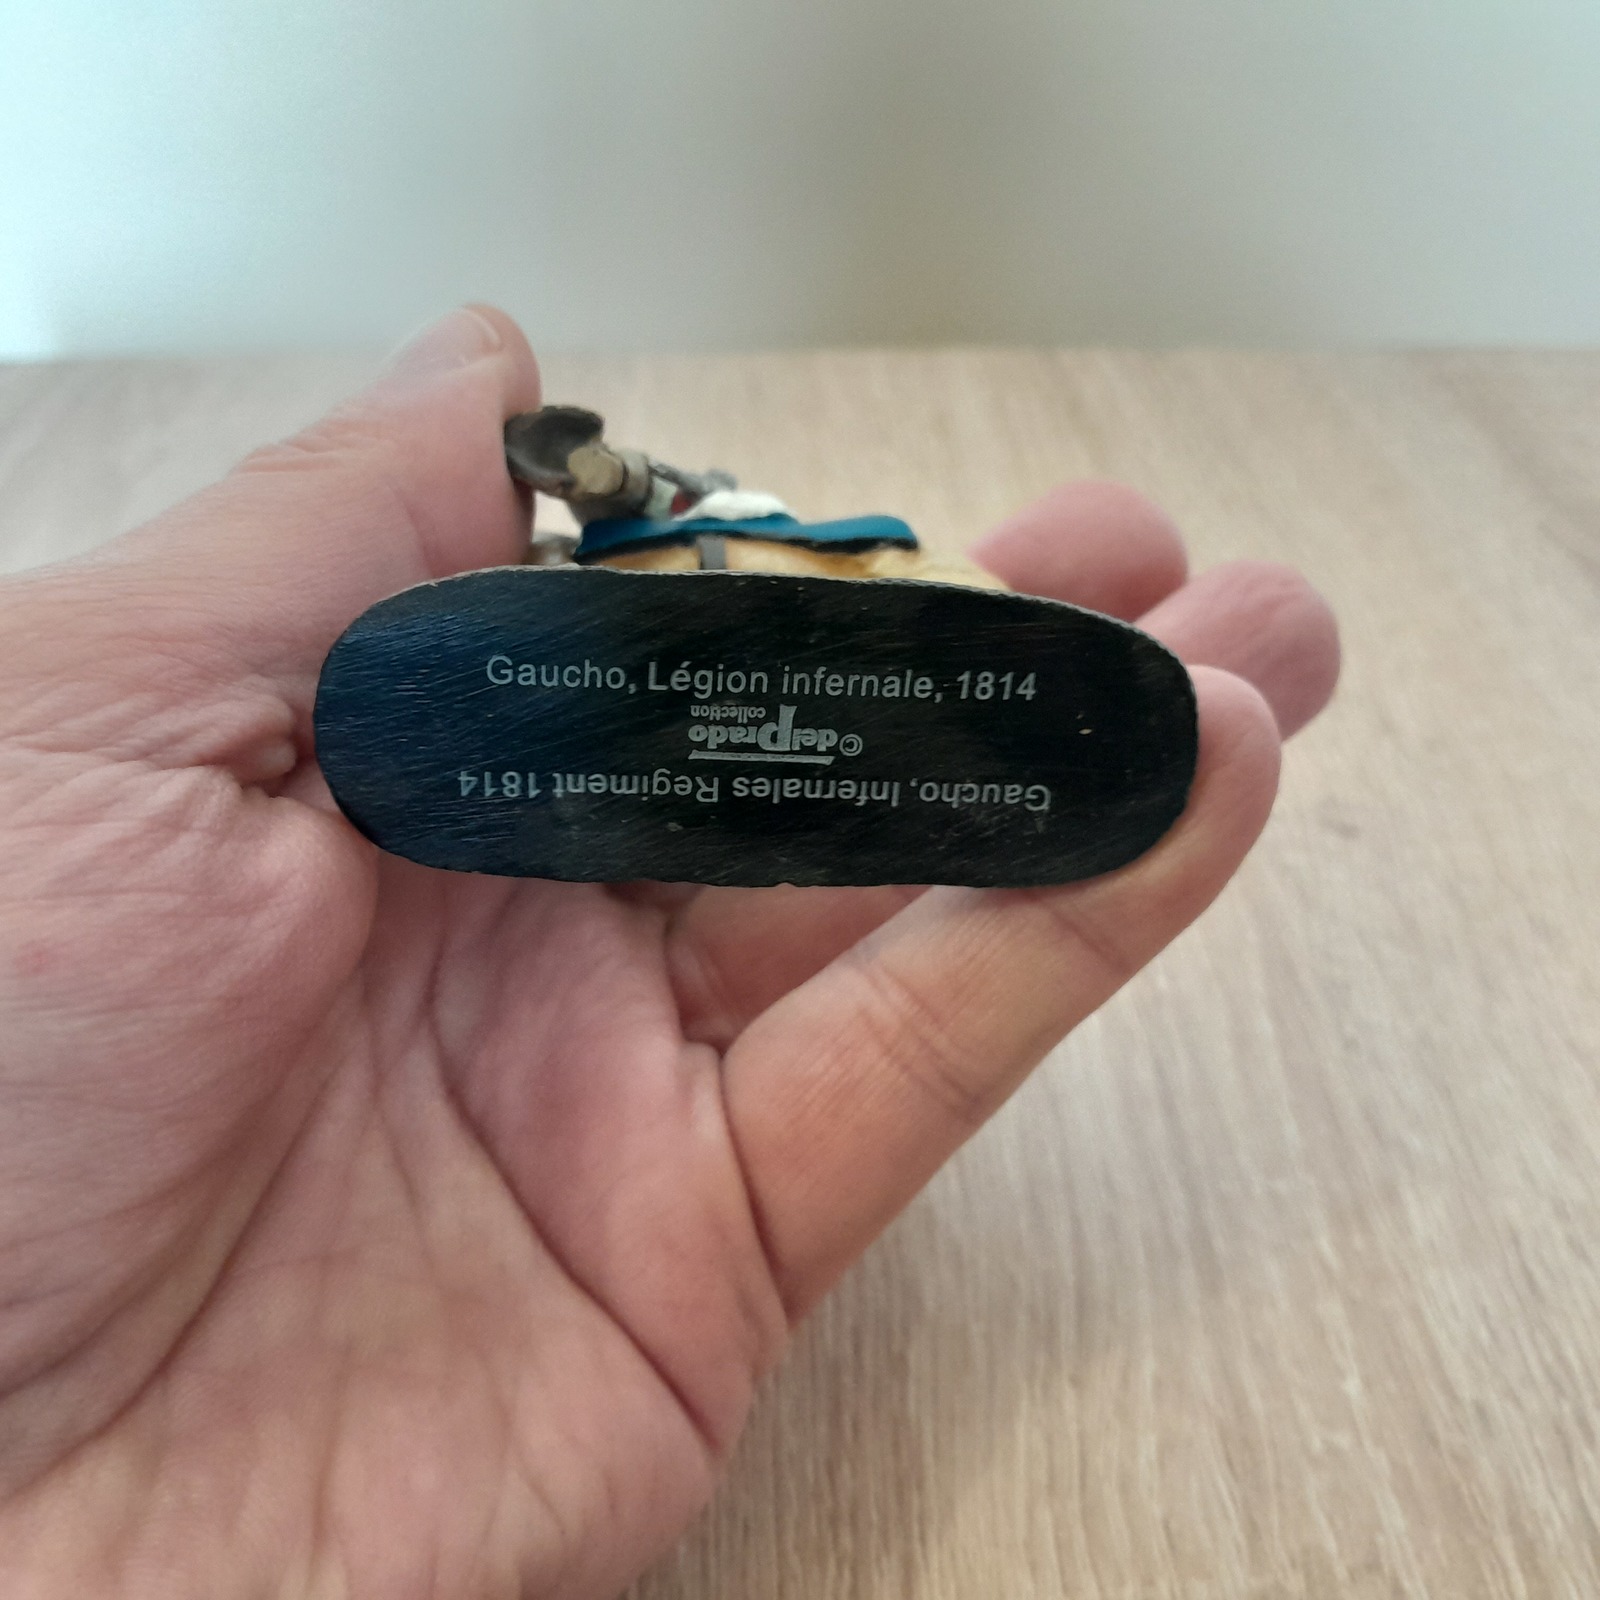 Gaucho, Légion infernale, 1814
Gaucho, Infernales Regiment 1814
© delPrado
collection